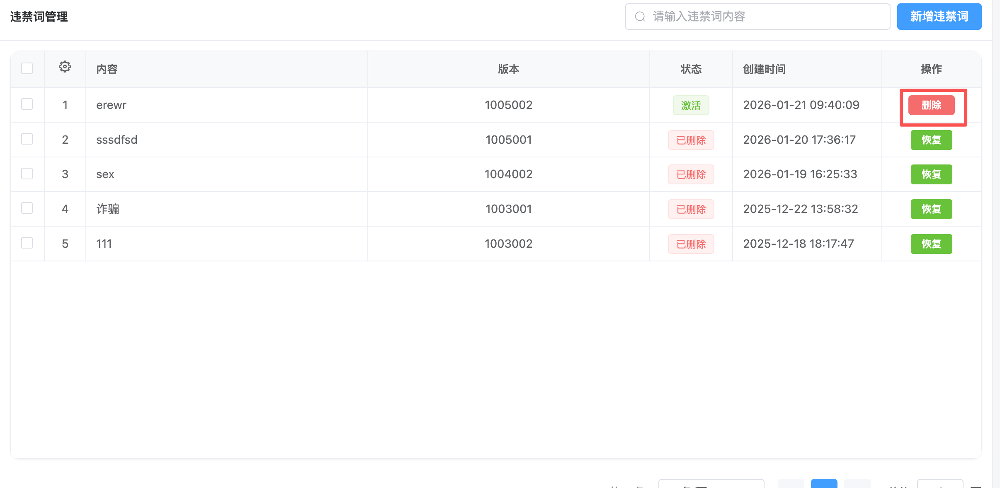 违禁词管理
请输入违禁词内容
新增违禁词
内容 版本 状态 创建时间 操作
1 erewr 1005002 激活 2026-01-21 09:40:09 删除
2 sssdfsd 1005001 已删除 2026-01-20 17:36:17 恢复
3 sex 1004002 已删除 2026-01-19 16:25:33 恢复
4 诈骗 1003001 已删除 2025-12-22 13:58:32 恢复
5 111 1003002 已删除 2025-12-18 18:17:47 恢复